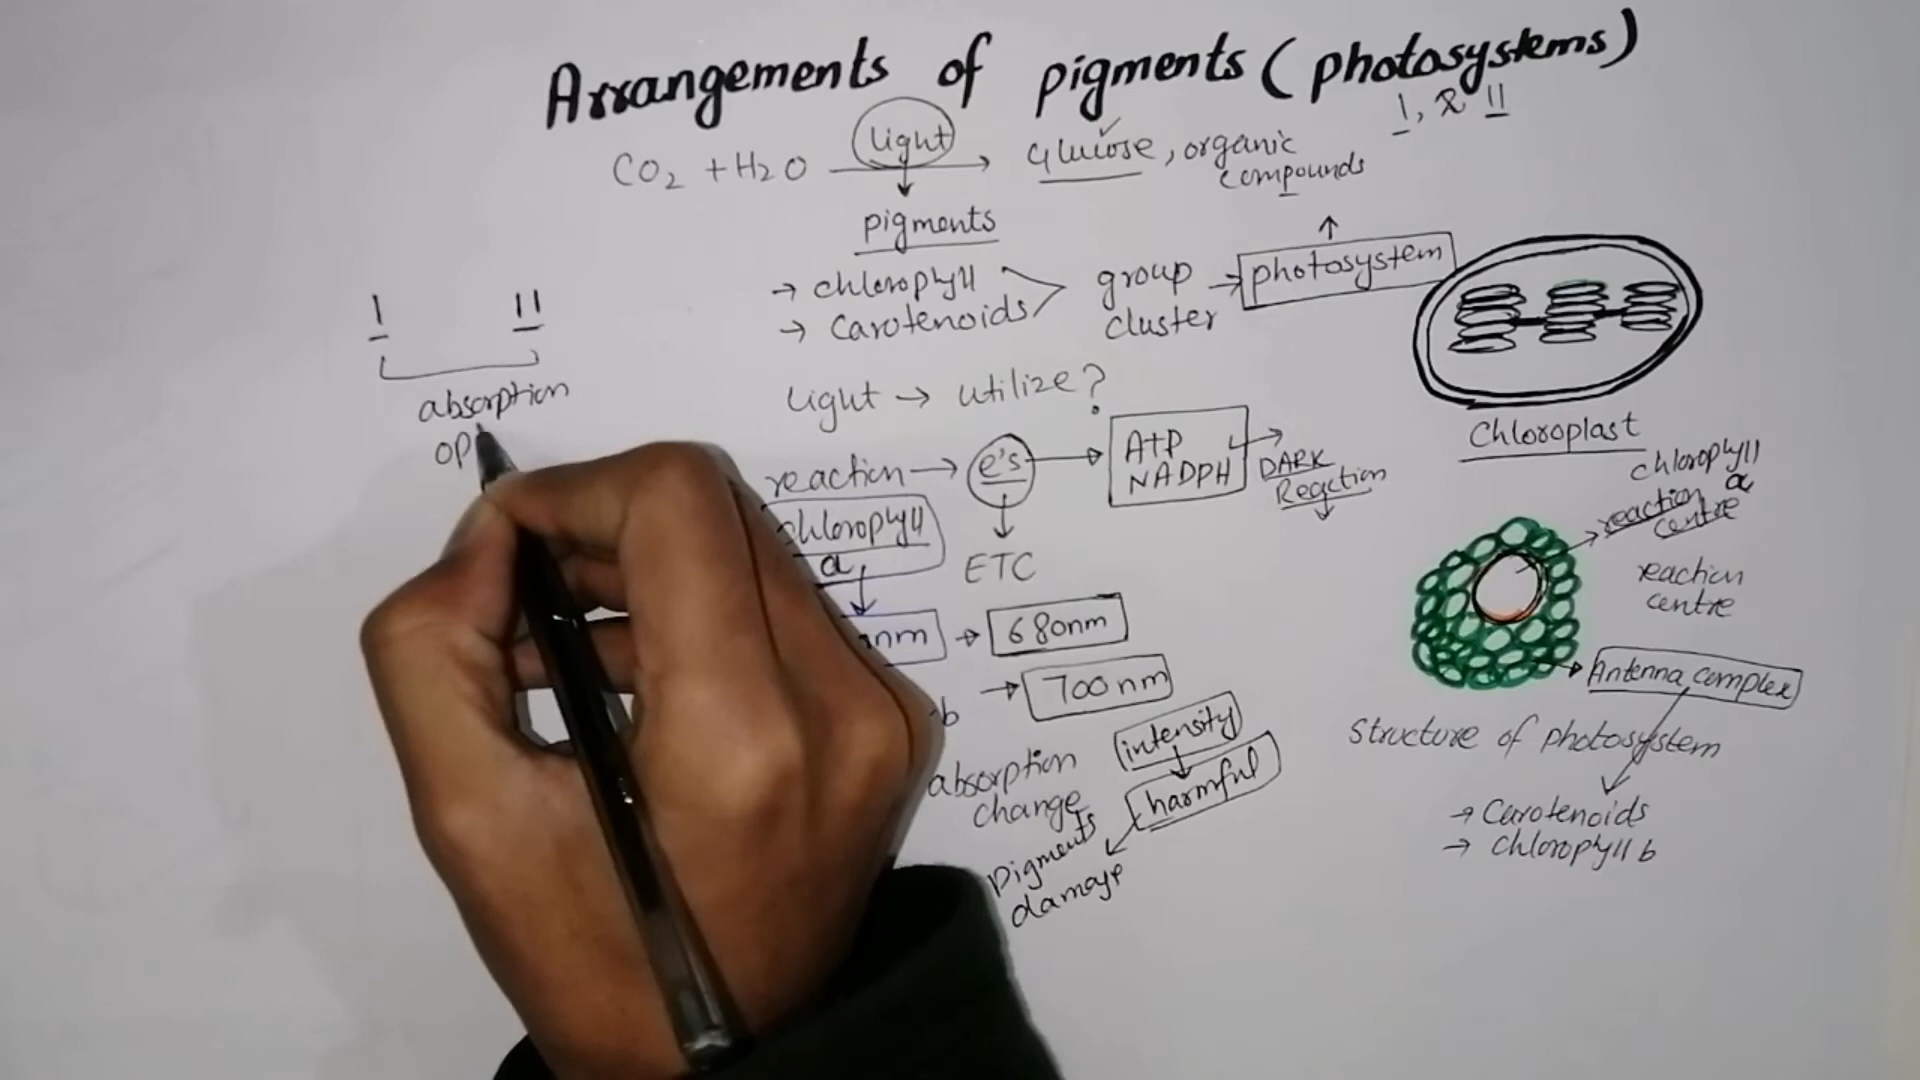 Arrangements of pigments (photosystems)
I, & II
CO2 + H2O light Glucose, organic
compounds
pigments
→ chlorophyll
→ Carotenoids
group
cluster
→ photosystem
I II
absorption
op
light → utilize?
reaction → e's → ATP
NADPH
DARK
Reaction
ETC
chlorophyll
a
nm → 680nm
b → 700nm
absorption
change
intensity
harmful
Pigments
damage
Chloroplast
chlorophyll
a
reaction
centre
reaction
centre
Antenna complex
Structure of photosystem
→ Carotenoids
→ Chlorophyll b